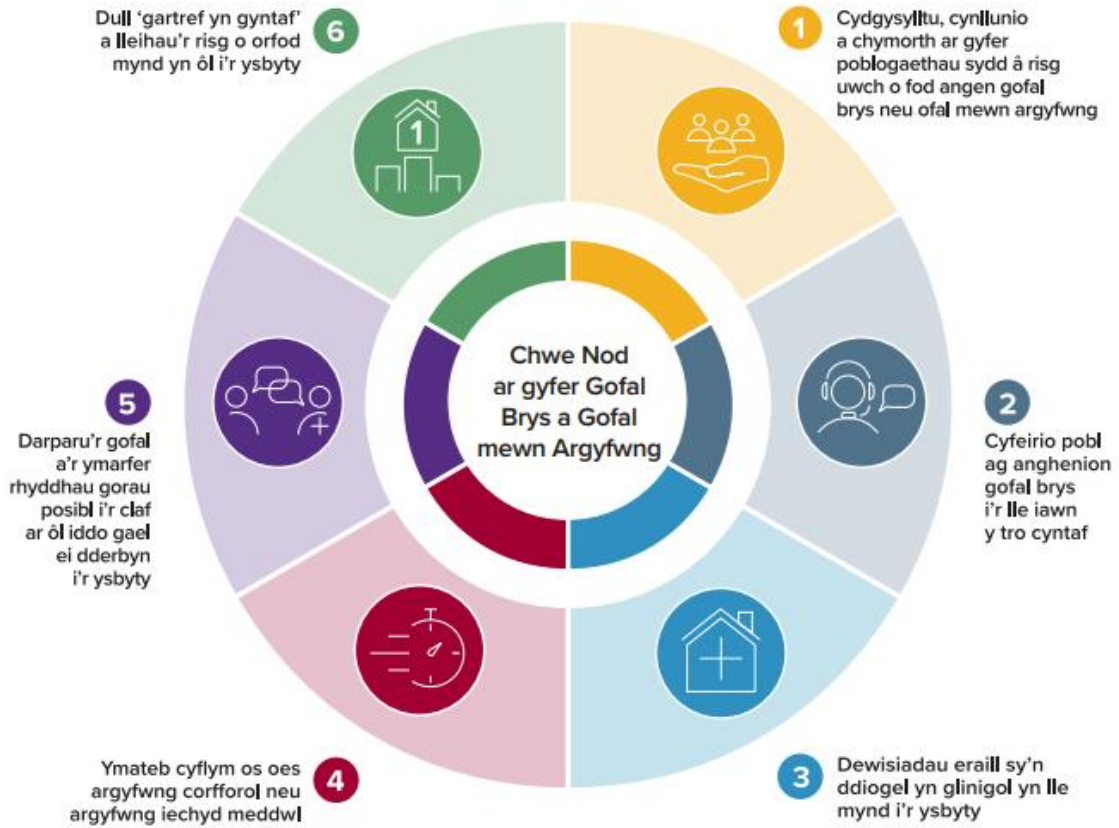 1
Cydgysylltu, cynllunio
a chymorth ar gyfer
poblogaethau sydd â risg
uwch o fod angen gofal
brys neu ofal mewn argyfwng
2
Cyfeirio pobl
ag anghenion
gofal brys
i'r lle iawn
y tro cyntaf
3
Dewisiadau eraill sy'n
ddiogel yn glinigol yn lle
mynd i'r ysbyty
4
Ymateb cyflym os oes
argyfwng corfforol neu
argyfwng iechyd meddwl
5
Darparu'r gofal
a'r ymarfer
rhyddhau gorau
posibl i'r claf
ar ôl iddo gael
ei dderbyn
i'r ysbyty
6
Dull ‘gartref yn gyntaf’
a lleihau'r risg o orfod
mynd yn ôl i'r ysbyty
1
Chwe Nod
ar gyfer Gofal
Brys a Gofal
mewn Argyfwng